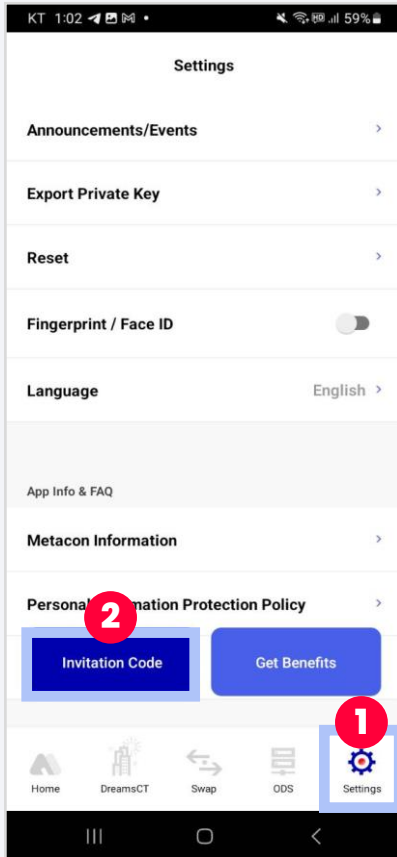 KT 1:02 59%
Settings
Announcements/Events
Export Private Key
Reset
Fingerprint / Face ID
Language English
App Info & FAQ
Metacon Information
Personal mation Protection Policy
2
Invitation Code Get Benefits
1
Home DreamsCT Swap ODS Settings